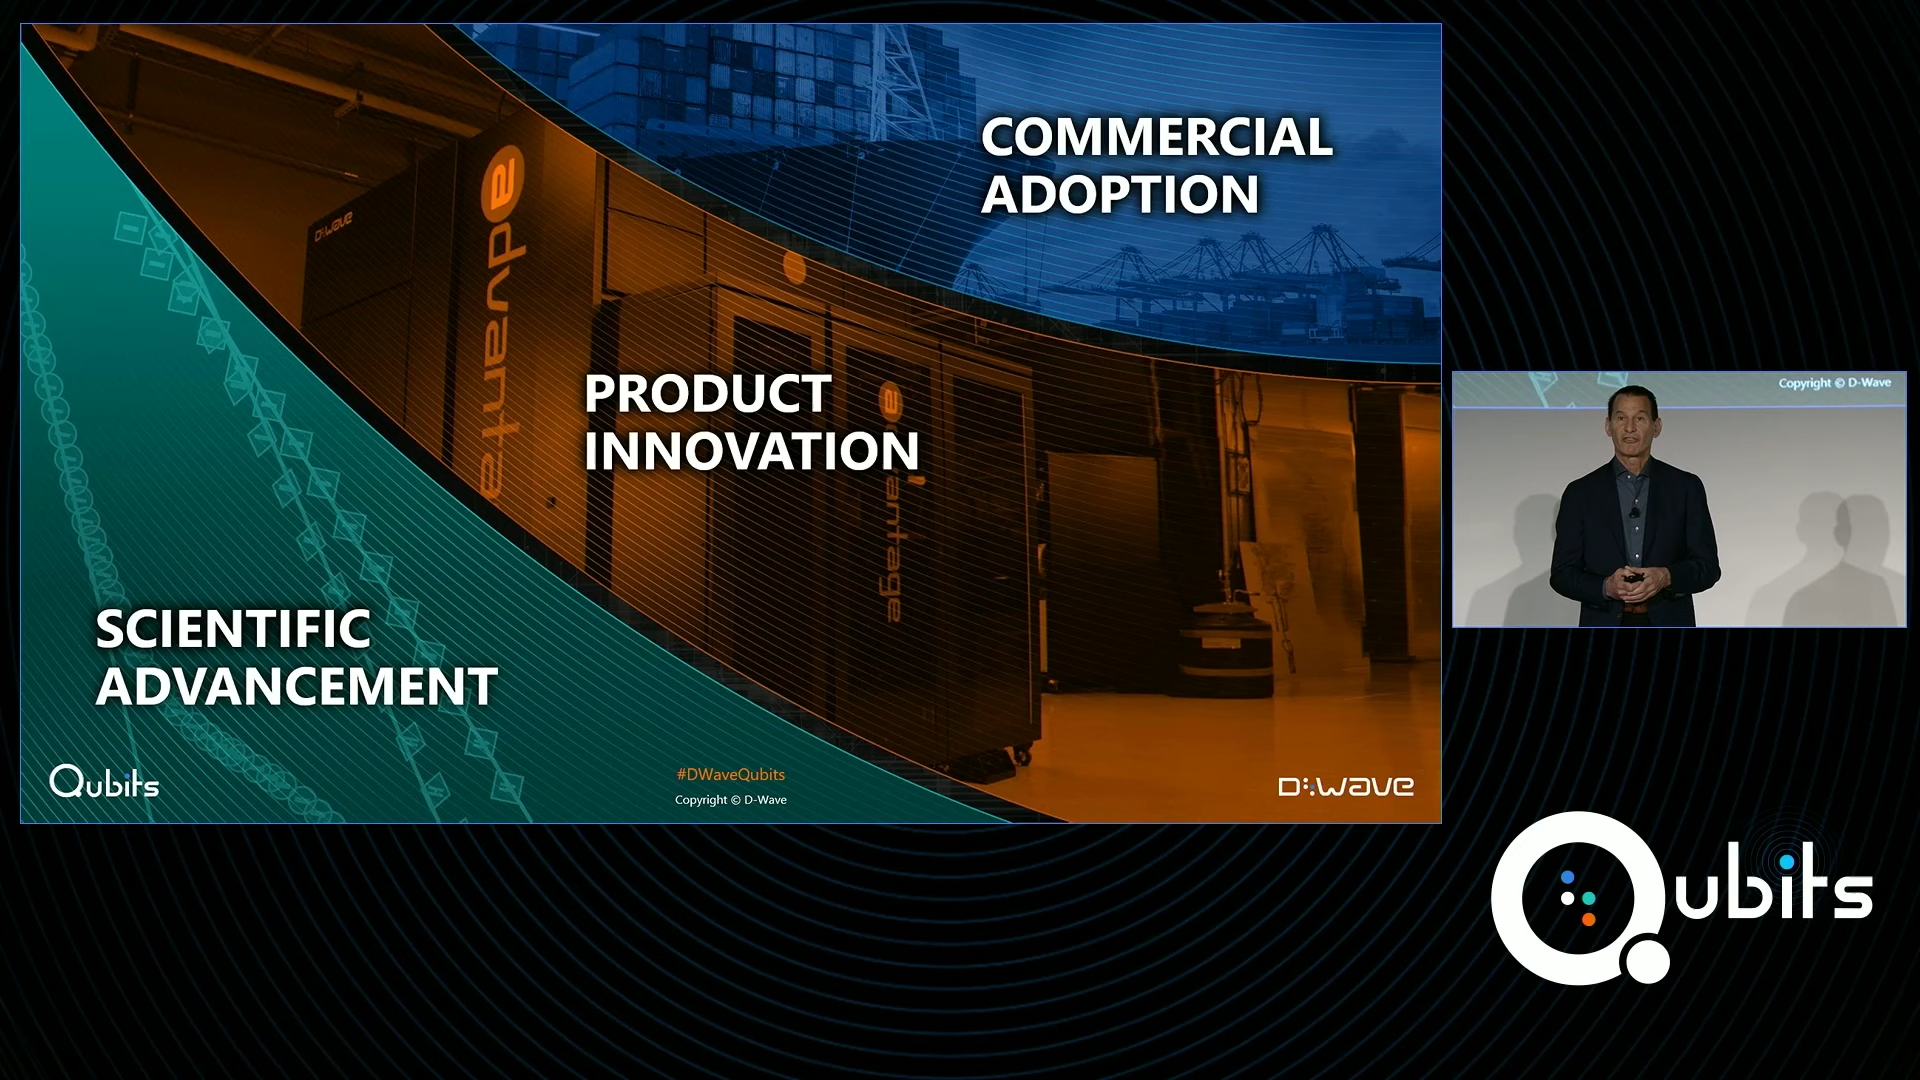 COMMERCIAL
ADOPTION
D-Wave
advantage
PRODUCT
INNOVATION
advantage
SCIENTIFIC
ADVANCEMENT
Qubits
#DWaveQubits
Copyright © D-Wave
D:Wave
Copyright © D-Wave
Qubits